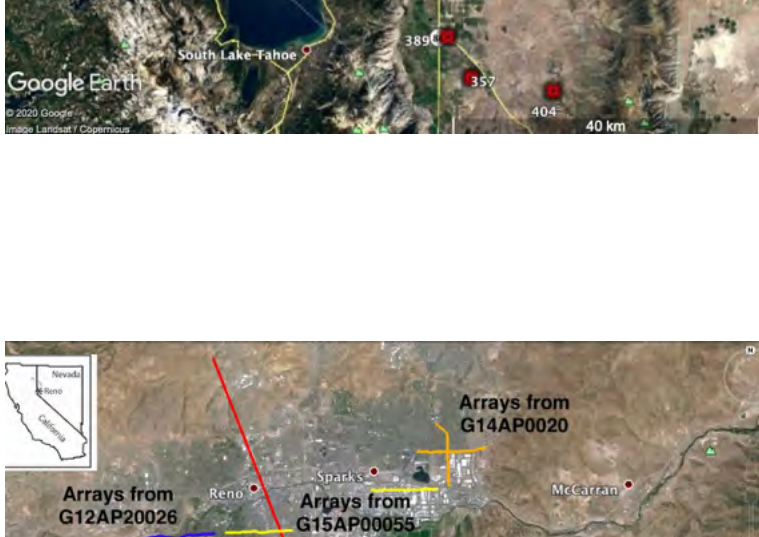 389
South Lake Tahoe
357
Google Earth
404
© 2020 Google
Image Landsat / Copernicus
40 km
N
Nevada
Reno
California
Arrays from
G14AP0020
Sparks
McCarran
Reno
Arrays from
G12AP20026
Arrays from
G15AP00055